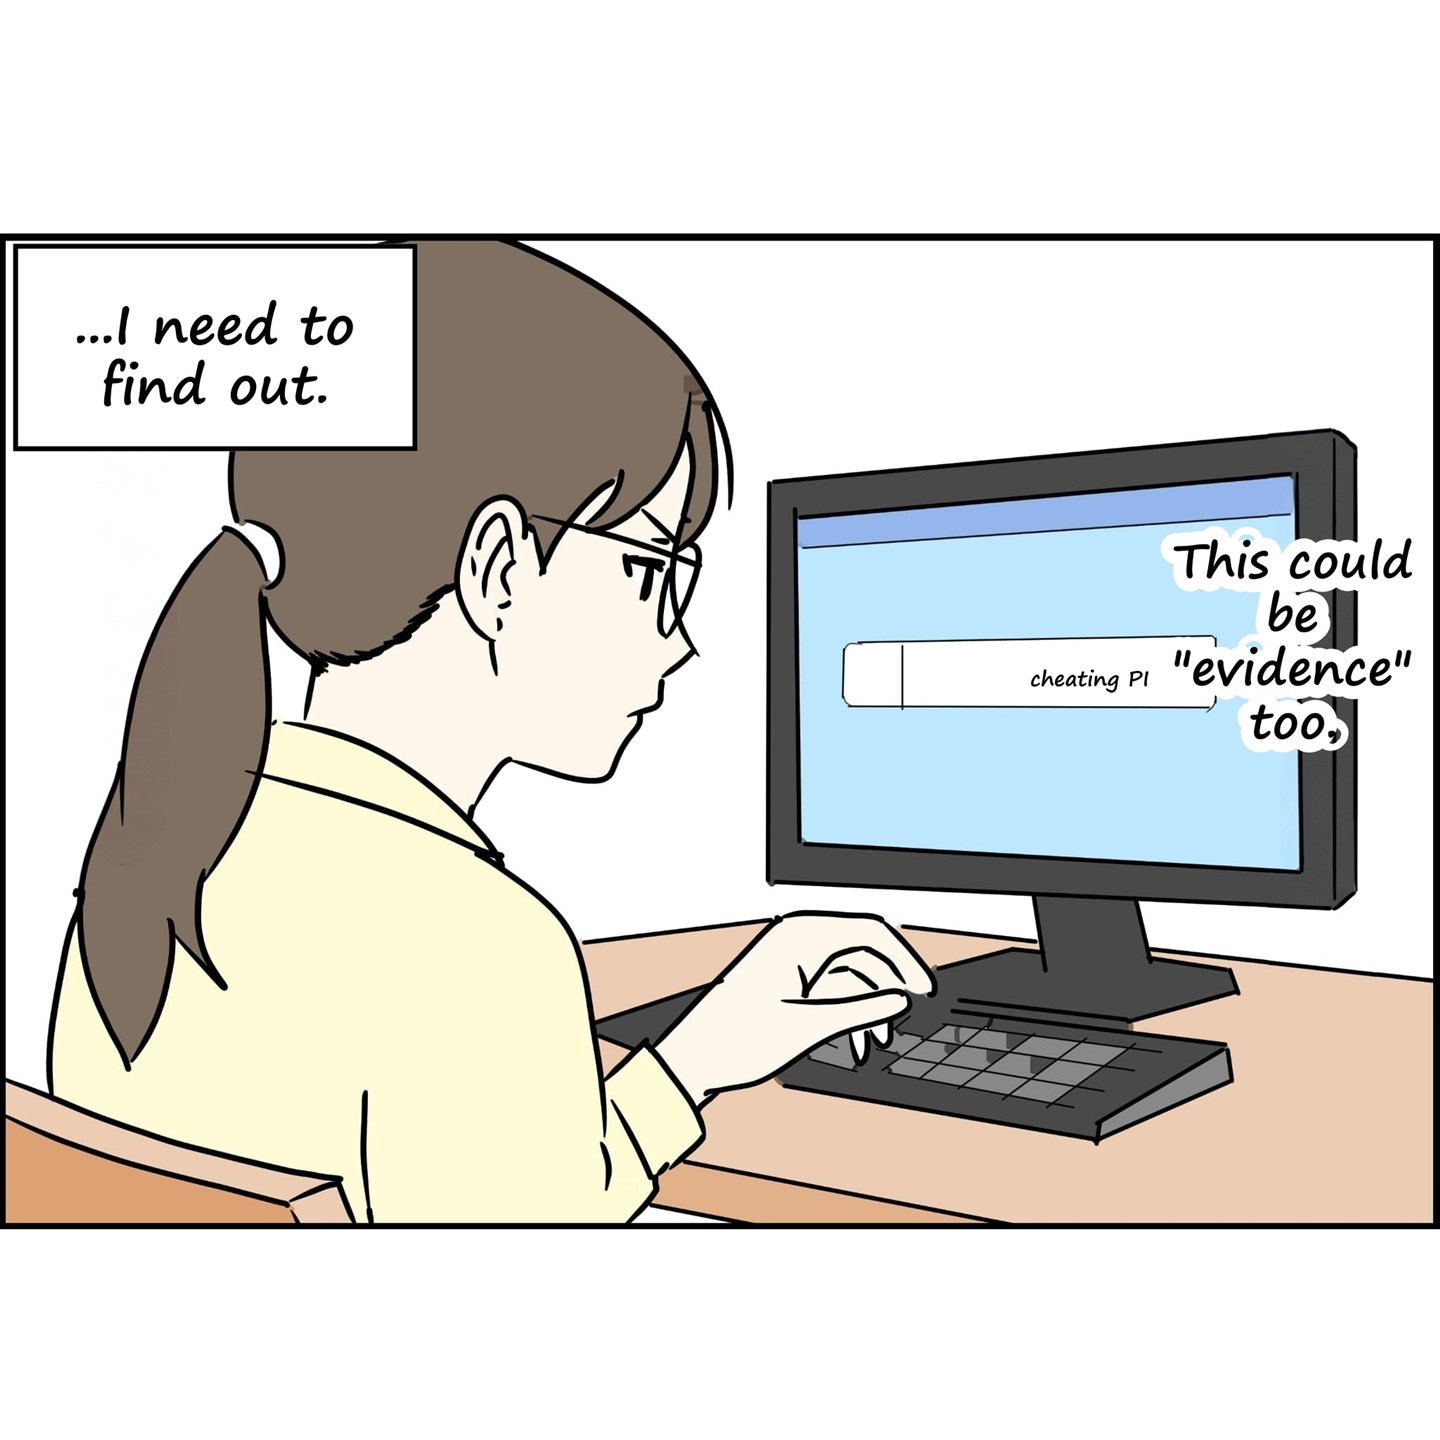 ...I need to
find out.
This could
be
"evidence"
too,
cheating PI